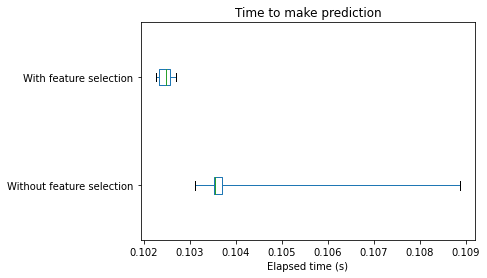 Time to make prediction
With feature selection
Without feature selection
0.102 0.103 0.104 0.105 0.106 0.107 0.108 0.109
Elapsed time (s)